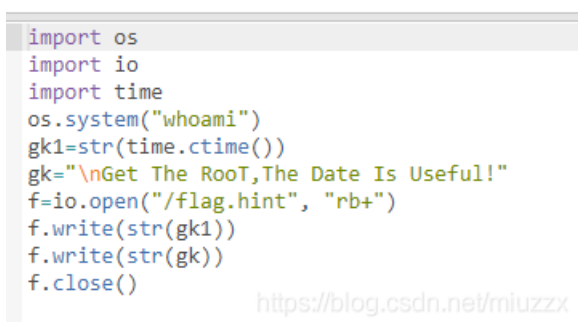 import os
import io
import time
os.system("whoami")
gk1=str(time.ctime())
gk="\nGet The RooT,The Date Is Useful!"
f=io.open("/flag.hint", "rb+")
f.write(str(gk1))
f.write(str(gk))
f.close()
https://blog.csdn.net/miuzzx